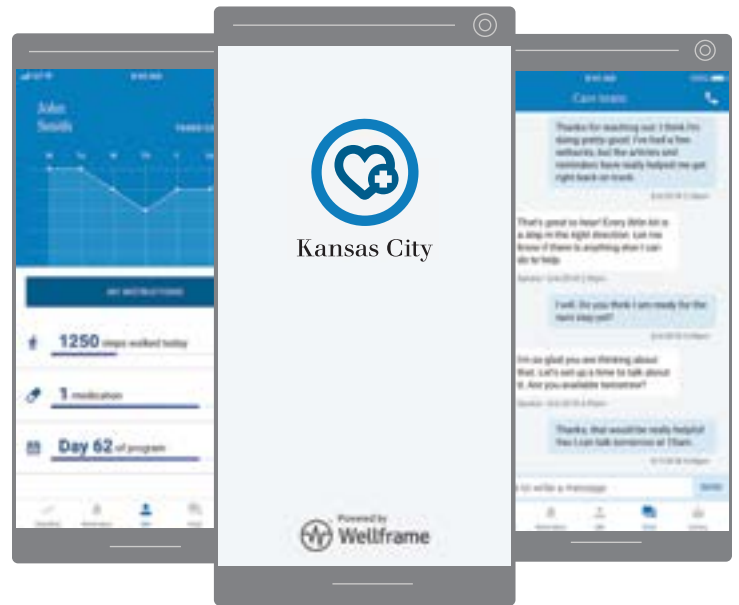 John
Smith
MY INSTRUCTIONS
1250 steps walked today
1 medication
Day 62 of program
Kansas City
Powered by
Wellframe
Care team
Thanks for reaching out. I think I'm
doing pretty good. I've had a few
setbacks, but the articles and
reminders have really helped me get
right back on track.
That's great to hear! Every little bit is
a step in the right direction. Let me
know if there is anything else I can
do to help.
I will. Do you think I am ready for the
next step yet?
I'm so glad you are thinking about
that. Let's set up a time to talk about
it. Are you available tomorrow?
Thanks, that would be really helpful!
Yes I can talk tomorrow at
to write a message
SEND